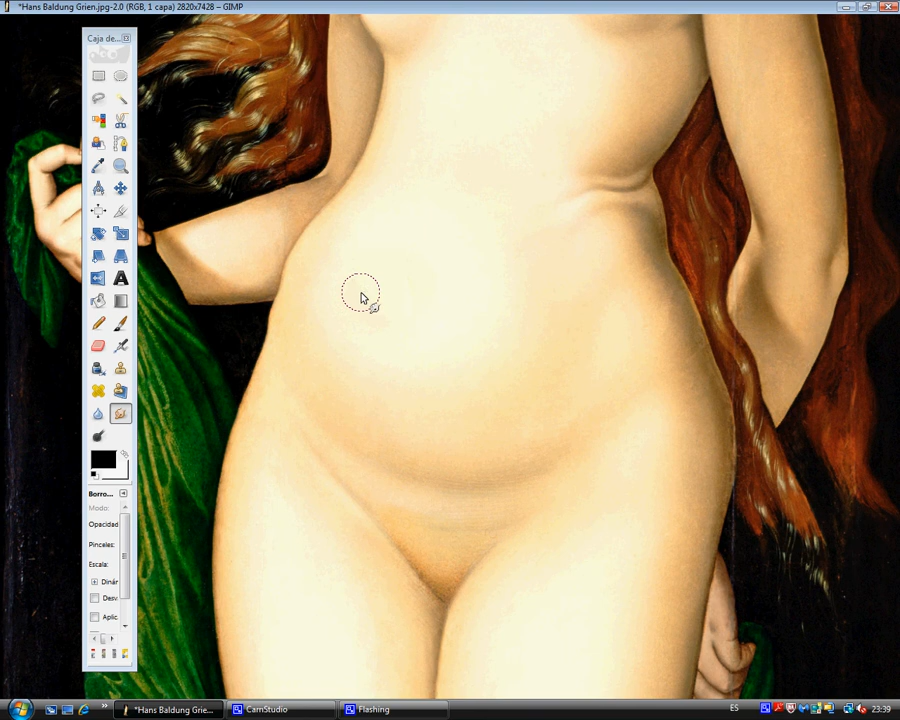 *Hans Baldung Grien.jpg-2.0 (RGB, 1 capa) 2820x7428 – GIMP
Caja de...
A
Borro...
Modo:
Opacidad
Pinceles:
Escala:
Dinár
Desv
Aplic
*Hans Baldung Grie...
CamStudio
Flashing
ES
23:39